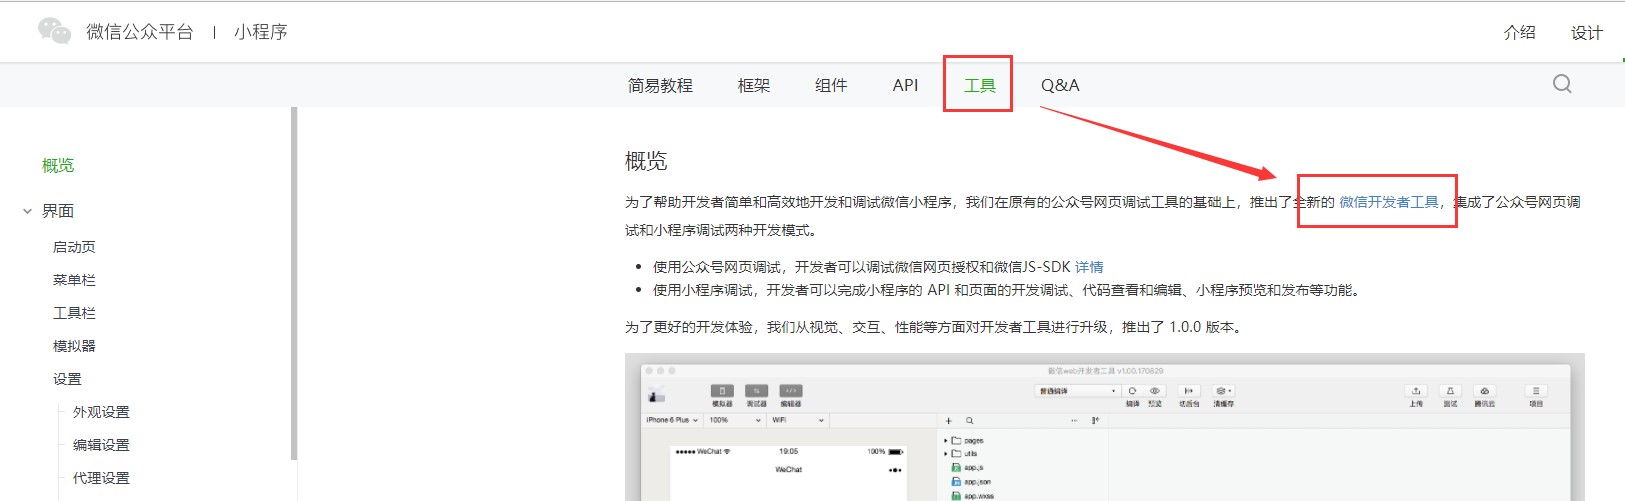 微信公众平台 | 小程序
介绍 设计
简易教程 框架 组件 API 工具 Q&A
概览
界面
启动页
菜单栏
工具栏
模拟器
设置
外观设置
编辑设置
代理设置
概览
为了帮助开发者简单和高效地开发和调试微信小程序，我们在原有的公众号网页调试工具的基础上，推出了全新的 微信开发者工具，集成了公众号网页调
试和小程序调试两种开发模式。
使用公众号网页调试，开发者可以调试微信网页授权和微信JS-SDK 详情
使用小程序调试，开发者可以完成小程序的 API 和页面的开发调试、代码查看和编辑、小程序预览和发布等功能。
为了更好的开发体验，我们从视觉、交互、性能等方面对开发者工具进行升级，推出了 1.0.0 版本。
微信web开发者工具 v1.00.170829
普通编译
模拟器 调试器 编辑器 编译 预览 切后台 清缓存 上传 测试 腾讯云 项目
iPhone 6 Plus 100% WiFi
WeChat 19:05 100%
WeChat
pages
utils
app.js
app.json
app.wxss